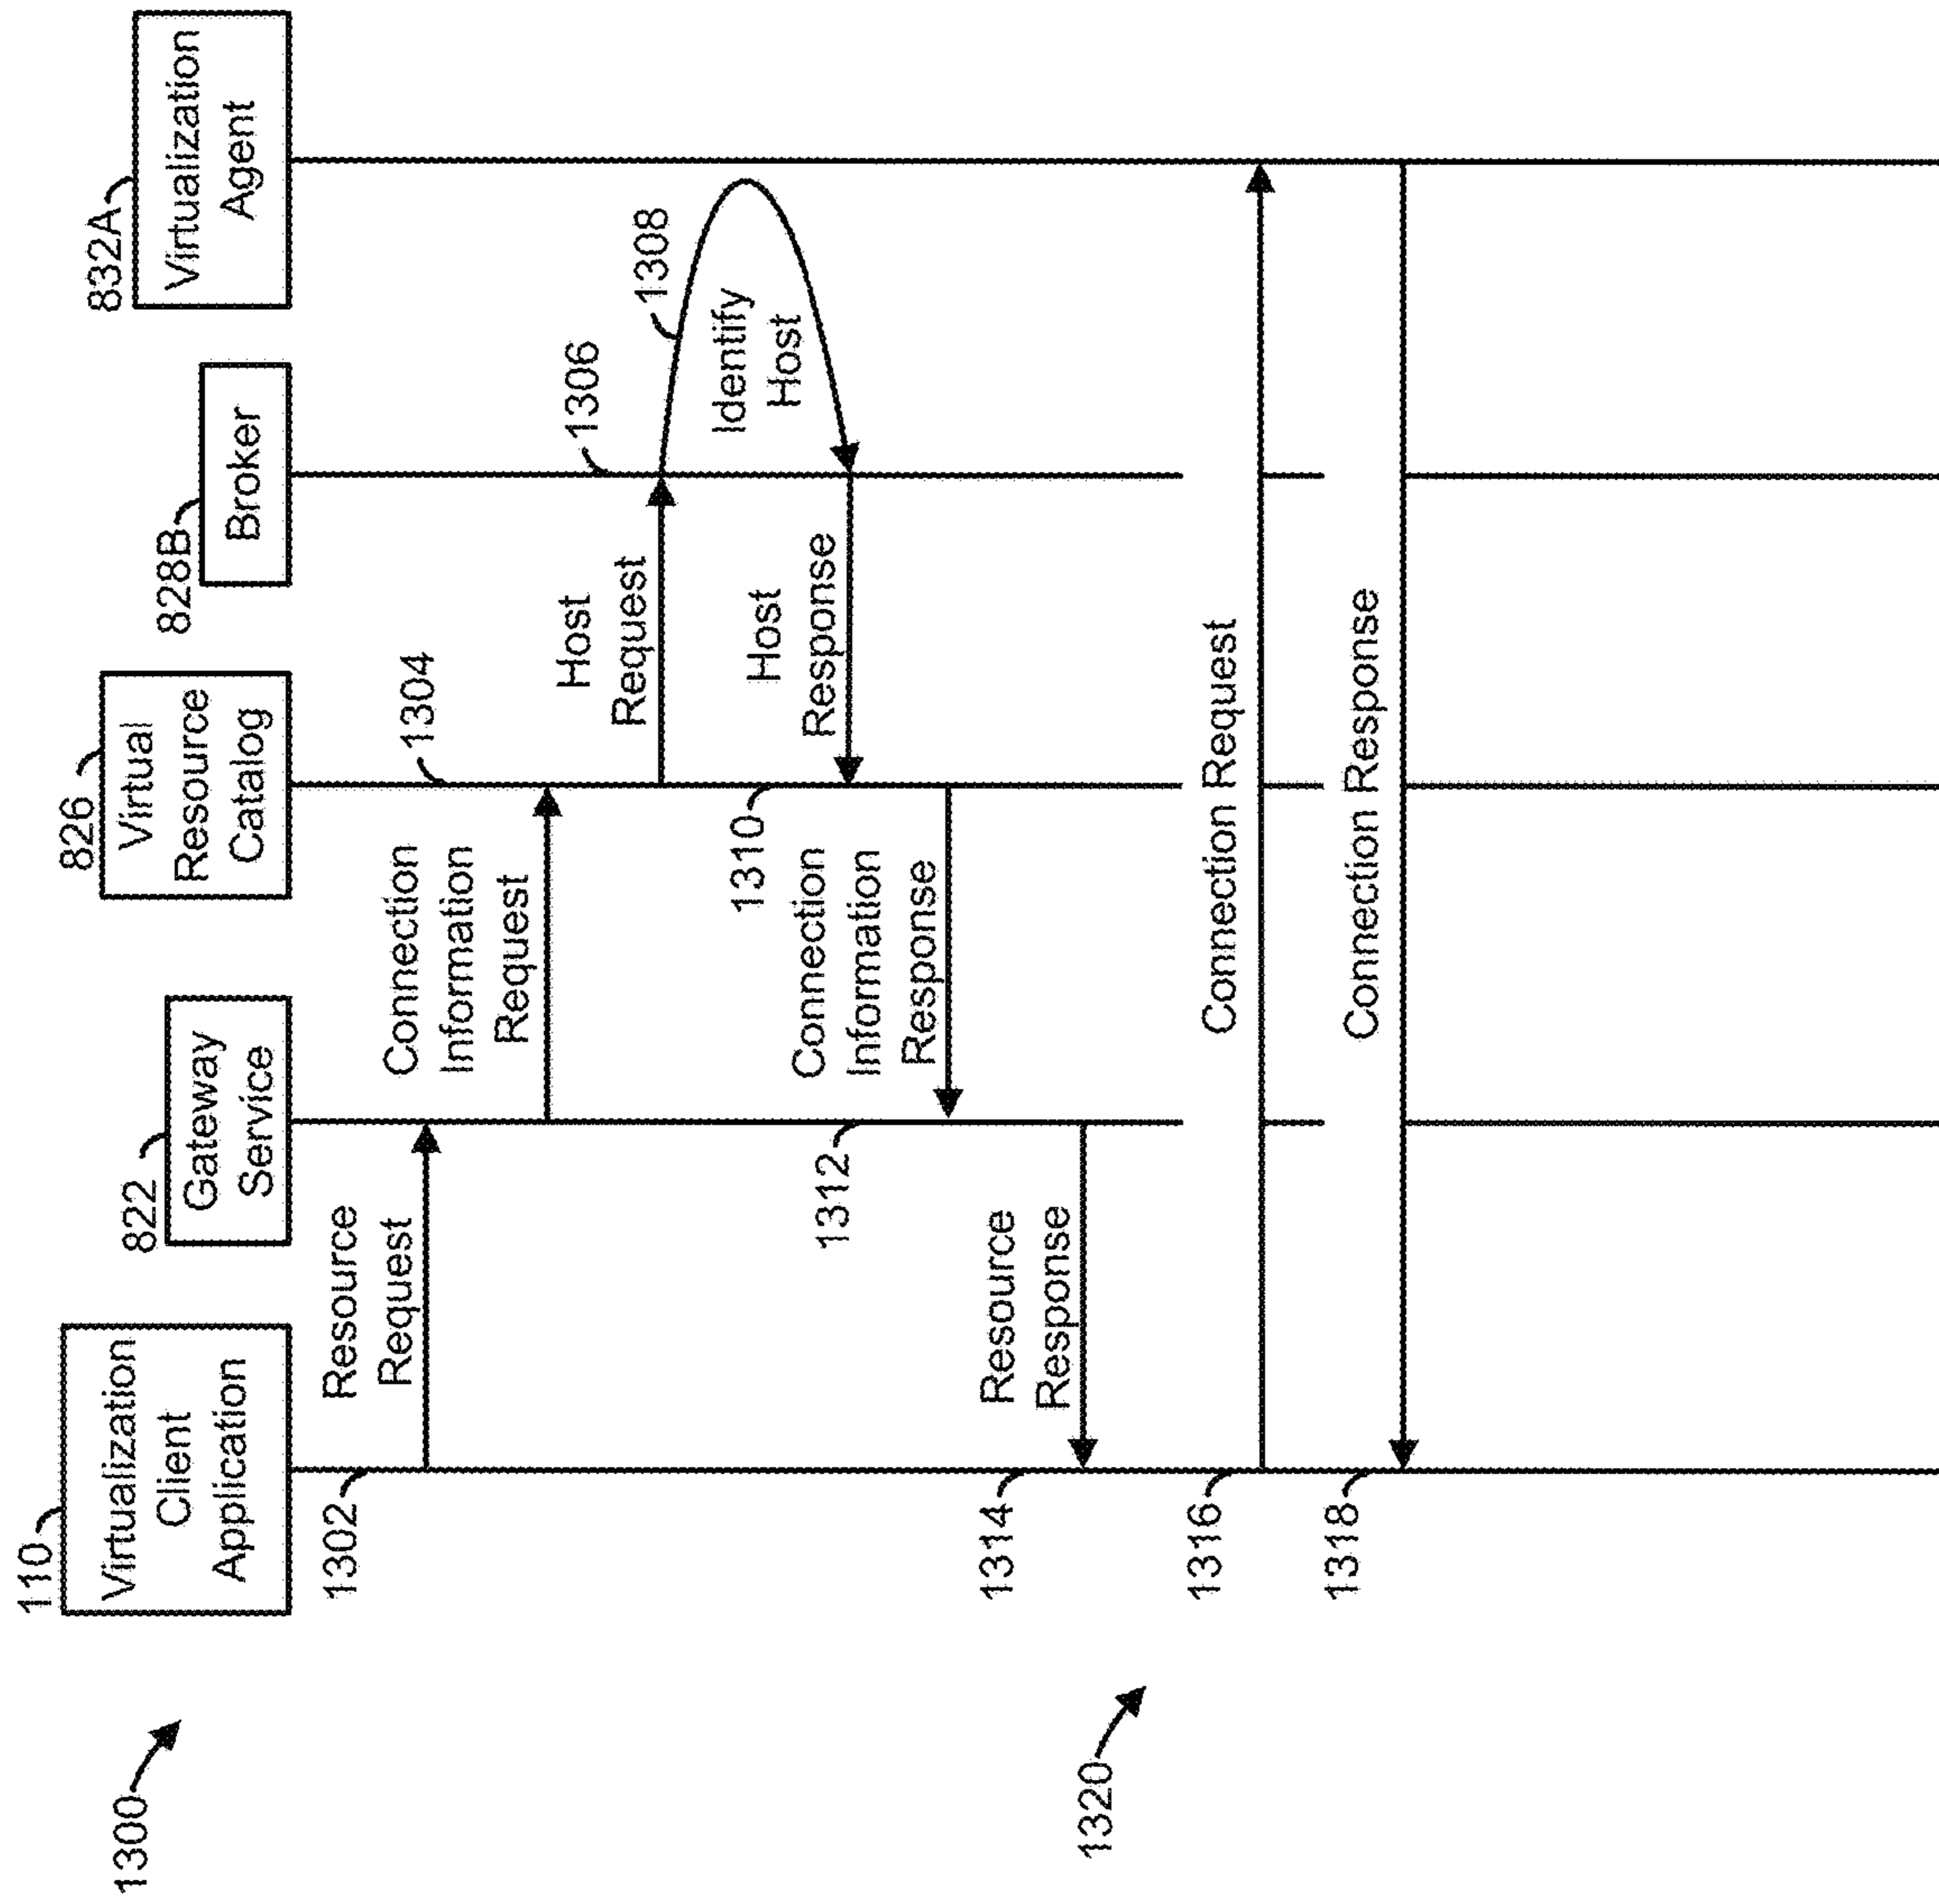 1300
110
Virtualization
Client
Application
822
Gateway
Service
826
Virtual
Resource
Catalog
828B
Broker
832A
Virtualization
Agent
1302
Resource
Request
Connection
Information
Request
1304
Host
Request
1306
1308
Identify
Host
Host
Response
1310
Connection
Information
Response
1312
Resource
Response
1314
1320
1316
Connection Request
1318
Connection Response